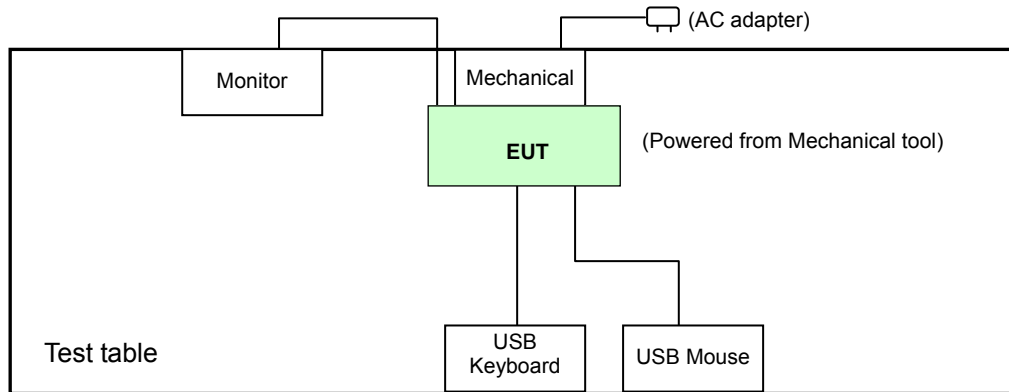 (AC adapter)
Monitor
Mechanical
EUT
(Powered from Mechanical tool)
Test table
USB
Keyboard
USB Mouse